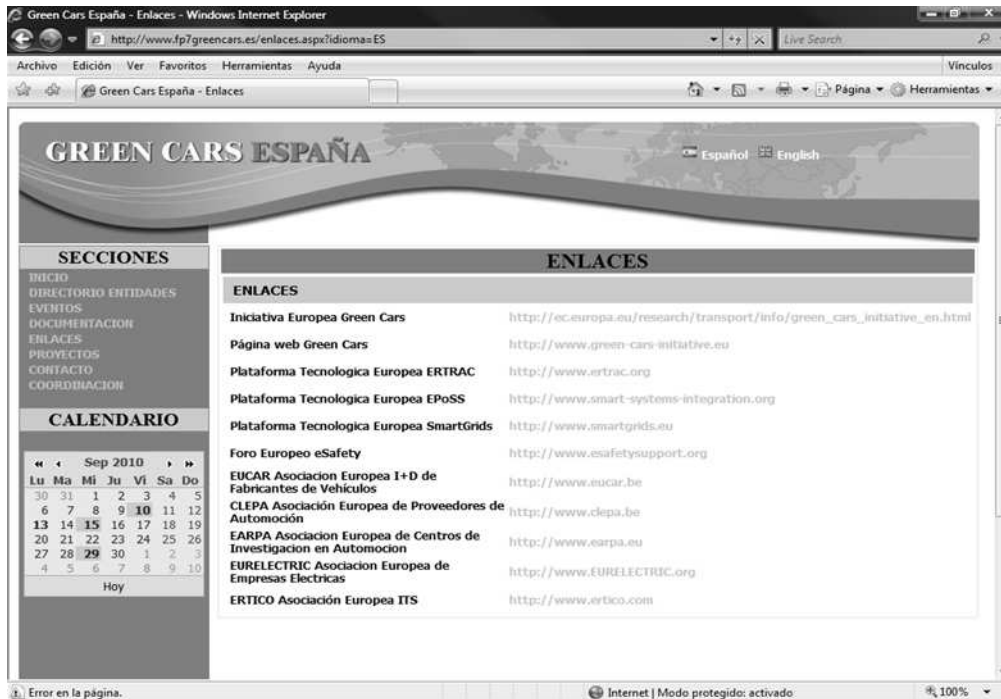 Green Cars España - Enlaces - Windows Internet Explorer
http://www.fp7greencars.es/enlaces.aspx?idioma=ES
Live Search
Archivo Edición Ver Favoritos Herramientas Ayuda
Vínculos
Green Cars España - Enlaces
Página Herramientas
GREEN CARS ESPAÑA
Español English
SECCIONES
INICIO
DIRECTORIO ENTIDADES
EVENTOS
DOCUMENTACION
ENLACES
PROYECTOS
CONTACTO
COORDINACION
CALENDARIO
Sep 2010
Lu Ma Mi Ju Vi Sa Do
30 31 1 2 3 4 5
6 7 8 9 10 11 12
13 14 15 16 17 18 19
20 21 22 23 24 25 26
27 28 29 30 1 2 3
4 5 6 7 8 9 10
Hoy
ENLACES
ENLACES
Iniciativa Europea Green Cars http://ec.europa.eu/research/transport/info/green_cars_initiative_en.html
Página web Green Cars http://www.green-cars-initiative.eu
Plataforma Tecnologica Europea ERTRAC http://www.ertrac.org
Plataforma Tecnologica Europea EPoSS http://www.smart-systems-integration.org
Plataforma Tecnologica Europea SmartGrids http://www.smartgrids.eu
Foro Europeo eSafety http://www.esafetysupport.org
EUCAR Asociacion Europea I+D de
Fabricantes de Vehículos http://www.eucar.be
CLEPA Asociación Europea de Proveedores de
Automoción http://www.clepa.be
EARPA Asociacion Europea de Centros de
Investigacion en Automocion http://www.earpa.eu
EURELECTRIC Asociacion Europea de
Empresas Electricas http://www.EURELECTRIC.org
ERTICO Asociación Europea ITS http://www.ertico.com
Error en la página.
Internet | Modo protegido: activado
100%